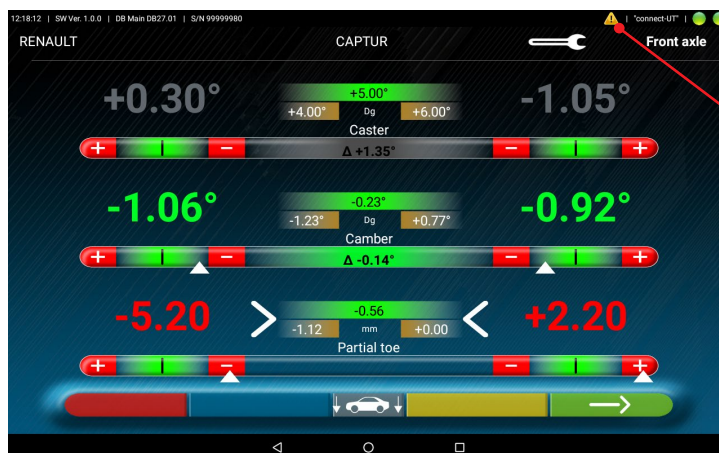 12:18:12 | SW Ver. 1.0.0 | DB Main DB27.01 | S/N 99999980 | "connect-UT" |
RENAULT CAPTUR Front axle
+0.30° +5.00° -1.05°
+4.00° Dg +6.00°
Caster
+ − Δ +1.35° − +
-1.06° -0.23° -0.92°
-1.23° Dg +0.77°
Camber
+ − Δ -0.14° − +
-5.20 -0.56 +2.20
-1.12 mm +0.00
Partial toe
+ − − +